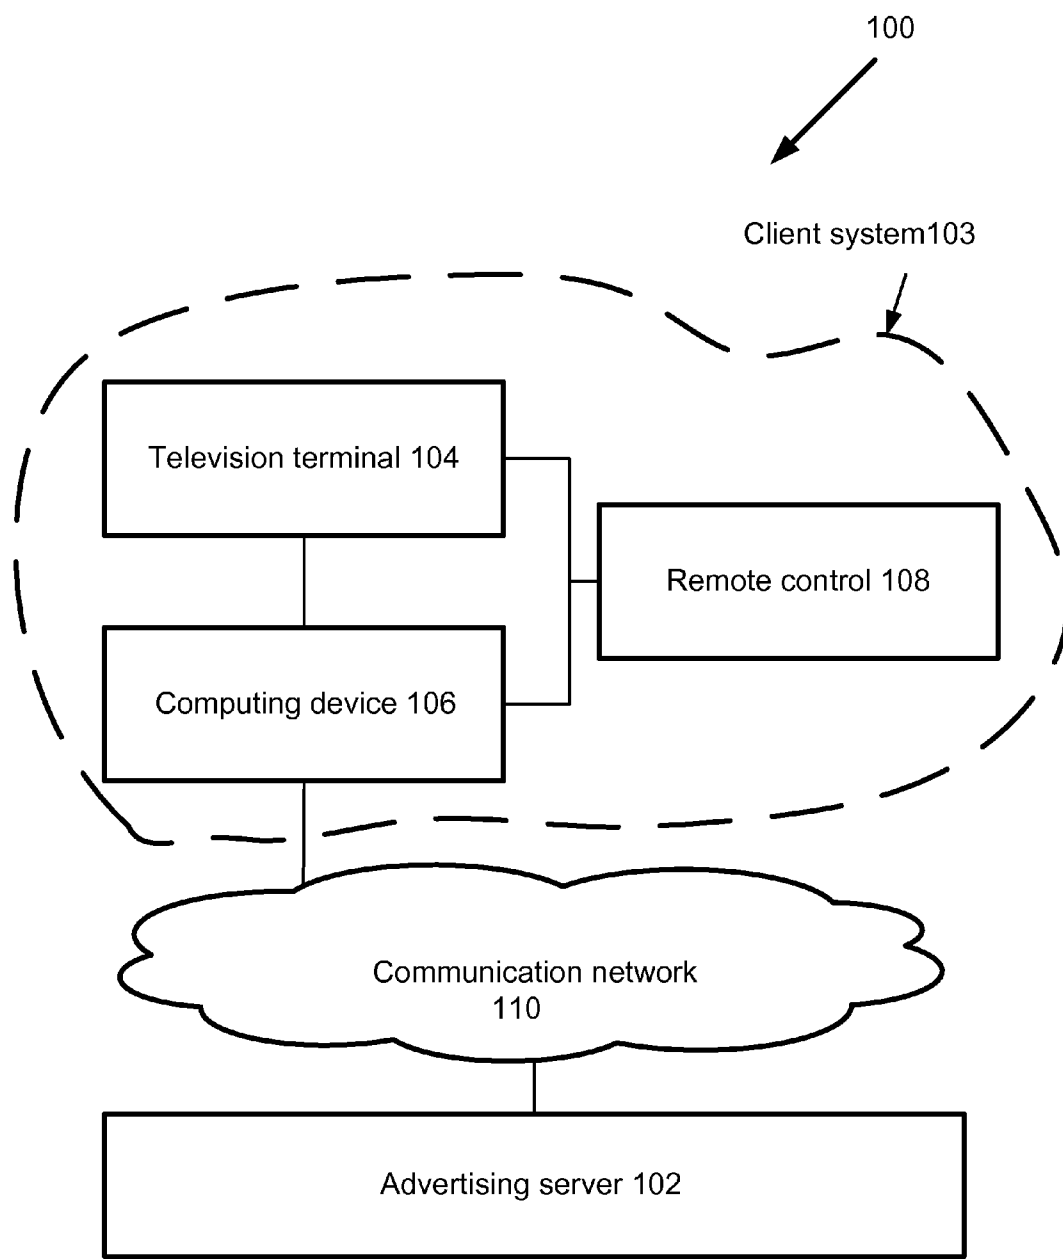 100
Client system103
Television terminal 104
Remote control 108
Computing device 106
Communication network
110
Advertising server 102